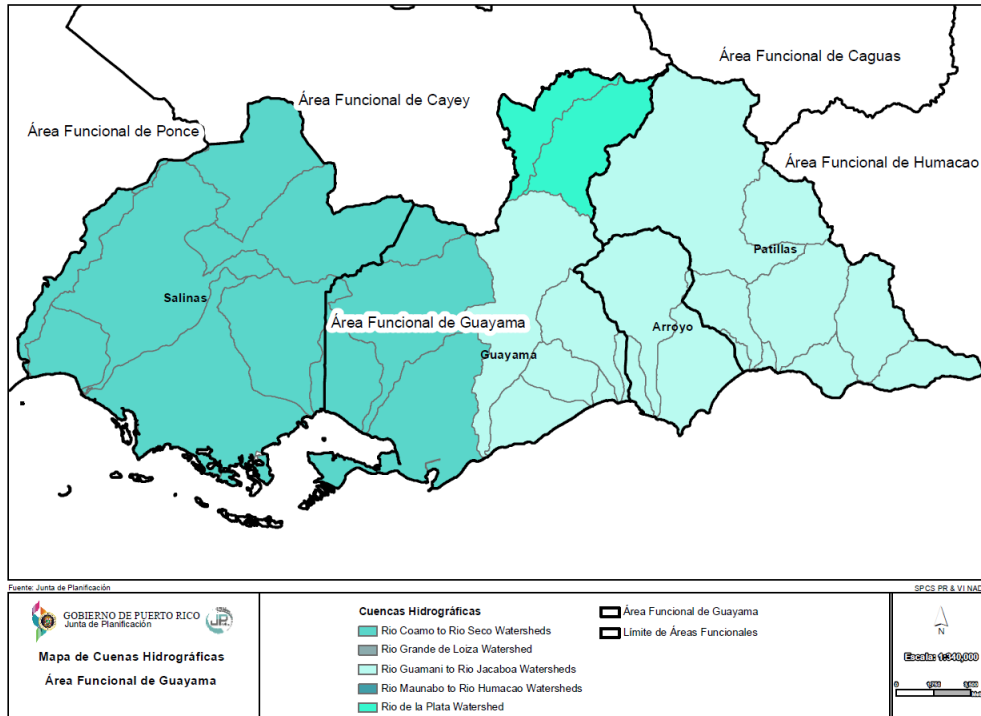 Área Funcional de Caguas
Área Funcional de Cayey
Área Funcional de Ponce
Área Funcional de Humacao
Patillas
Salinas
Área Funcional de Guayama
Arroyo
Guayama
Fuente: Junta de Planificación
SPCS PR & VI NAD
GOBIERNO DE PUERTO RICO
Junta de Planificación
JP
Mapa de Cuenas Hidrográficas
Área Funcional de Guayama
Cuencas Hidrográficas
Rio Coamo to Rio Seco Watersheds
Rio Grande de Loiza Watershed
Rio Guamani to Rio Jacaboa Watersheds
Rio Maunabo to Rio Humacao Watersheds
Rio de la Plata Watershed
Área Funcional de Guayama
Límite de Áreas Funcionales
N
Escala: 1:340,000
0